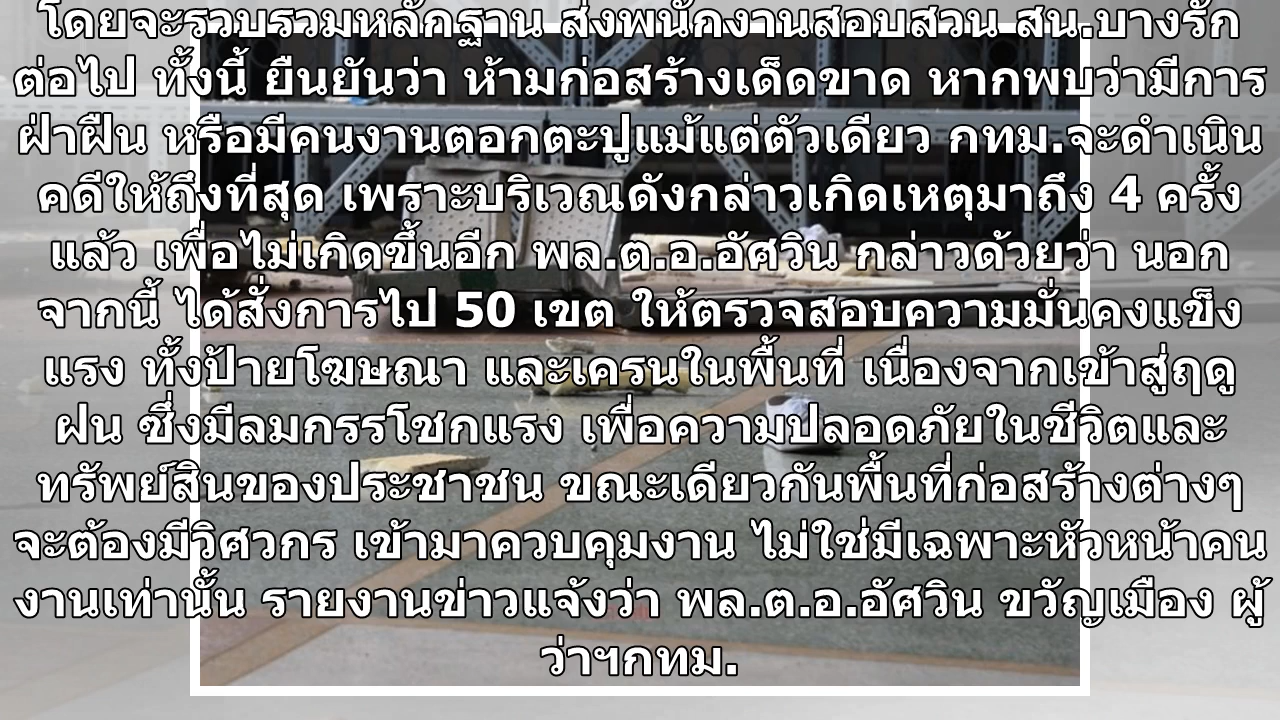 โดยจะรวบรวมหลักฐาน ส่งพนักงานสอบสวน สน.บางรัก
ต่อไป ทั้งนี้ ยืนยันว่า ห้ามก่อสร้างเด็ดขาด หากพบว่ามีการ
ฝ่าฝืน หรือมีคนงานตอกตะปูแม้แต่ตัวเดียว กทม.จะดำเนิน
คดีให้ถึงที่สุด เพราะบริเวณดังกล่าวเกิดเหตุมาถึง 4 ครั้ง
แล้ว เพื่อไม่เกิดขึ้นอีก พล.ต.อ.อัศวิน กล่าวด้วยว่า นอก
จากนี้ ได้สั่งการไป 50 เขต ให้ตรวจสอบความมั่นคงแข็ง
แรง ทั้งป้ายโฆษณา และเครนในพื้นที่ เนื่องจากเข้าสู่ฤดู
ฝน ซึ่งมีลมกรรโชกแรง เพื่อความปลอดภัยในชีวิตและ
ทรัพย์สินของประชาชน ขณะเดียวกันพื้นที่ก่อสร้างต่างๆ
จะต้องมีวิศวกร เข้ามาควบคุมงาน ไม่ใช่มีเฉพาะหัวหน้าคน
งานเท่านั้น รายงานข่าวแจ้งว่า พล.ต.อ.อัศวิน ขวัญเมือง ผู้
ว่าฯกทม.